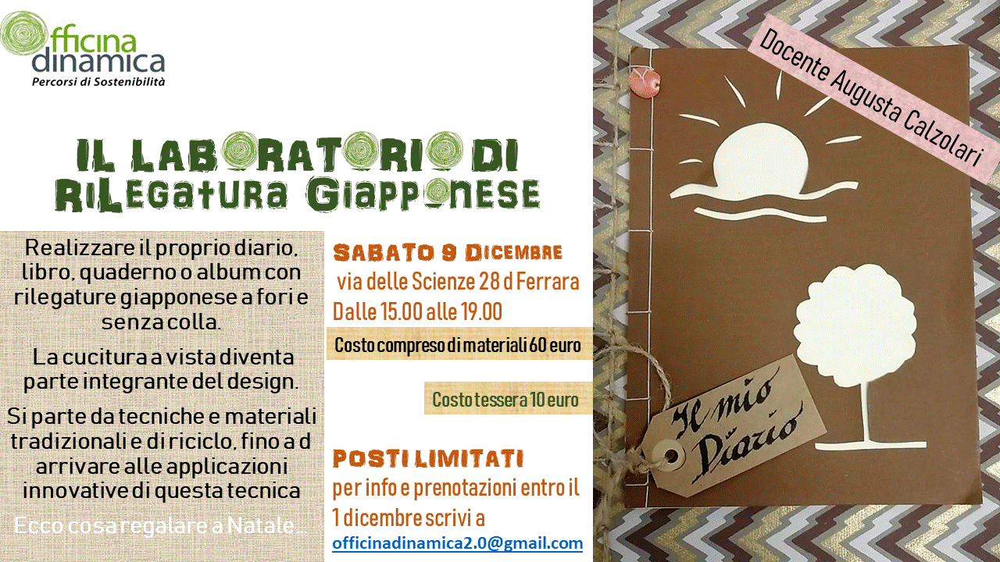 Officina
dinamica
Percorsi di Sostenibilità
IL LABORATORIO DI
RiLegatura Giapponese
Realizzare il proprio diario,
libro, quaderno o album con
rilegature giapponese a fori e
senza colla.
La cucitura a vista diventa
parte integrante del design.
Si parte da tecniche e materiali
tradizionali e di riciclo, fino a d
arrivare alle applicazioni
innovative di questa tecnica
Ecco cosa regalare a Natale...
SABATO 9 Dicembre
via delle Scienze 28 d Ferrara
Dalle 15.00 alle 19.00
Costo compreso di materiali 60 euro
Costo tessera 10 euro
POSTI LIMITATI
per info e prenotazioni entro il
1 dicembre scrivi a
officinadinamica2.0@gmail.com
Docente Augusta Calzolari
Il mio
Diario